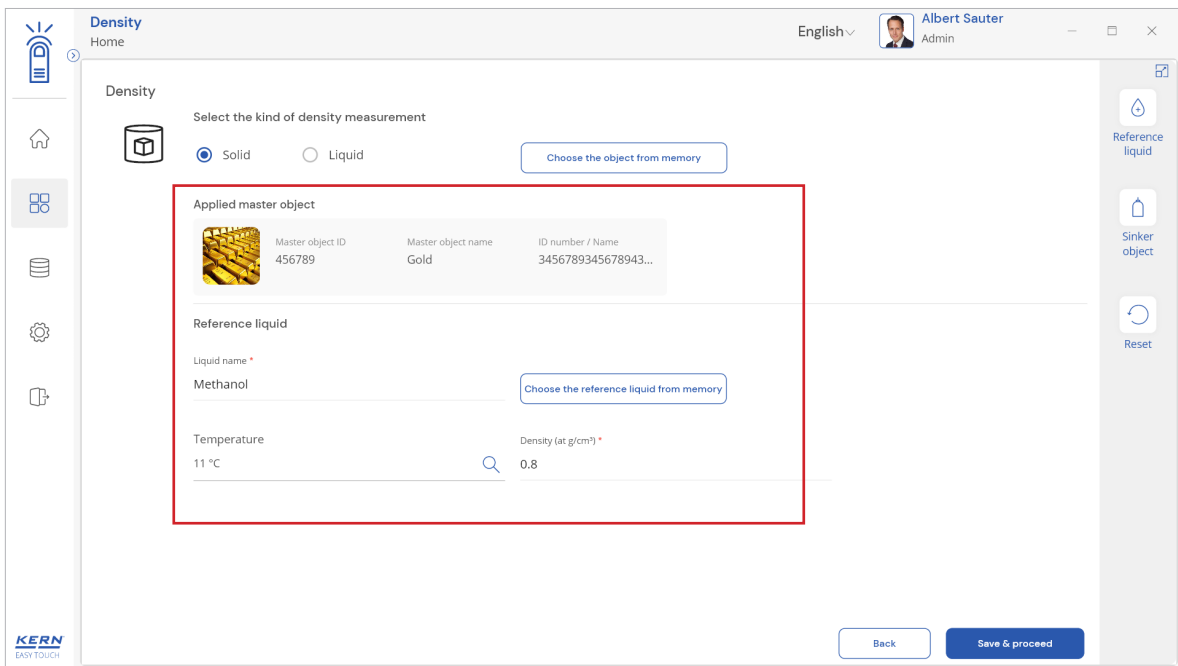 Density
Home
English
Albert Sauter
Admin
Density
Select the kind of density measurement
Solid
Liquid
Choose the object from memory
Applied master object
Master object ID
Master object name
ID number / Name
456789
Gold
3456789345678943...
Reference liquid
Liquid name *
Methanol
Choose the reference liquid from memory
Temperature
Density (at g/cm³) *
11 °C
0.8
Back
Save & proceed
Reference
liquid
Sinker
object
Reset
KERN
EASY TOUCH